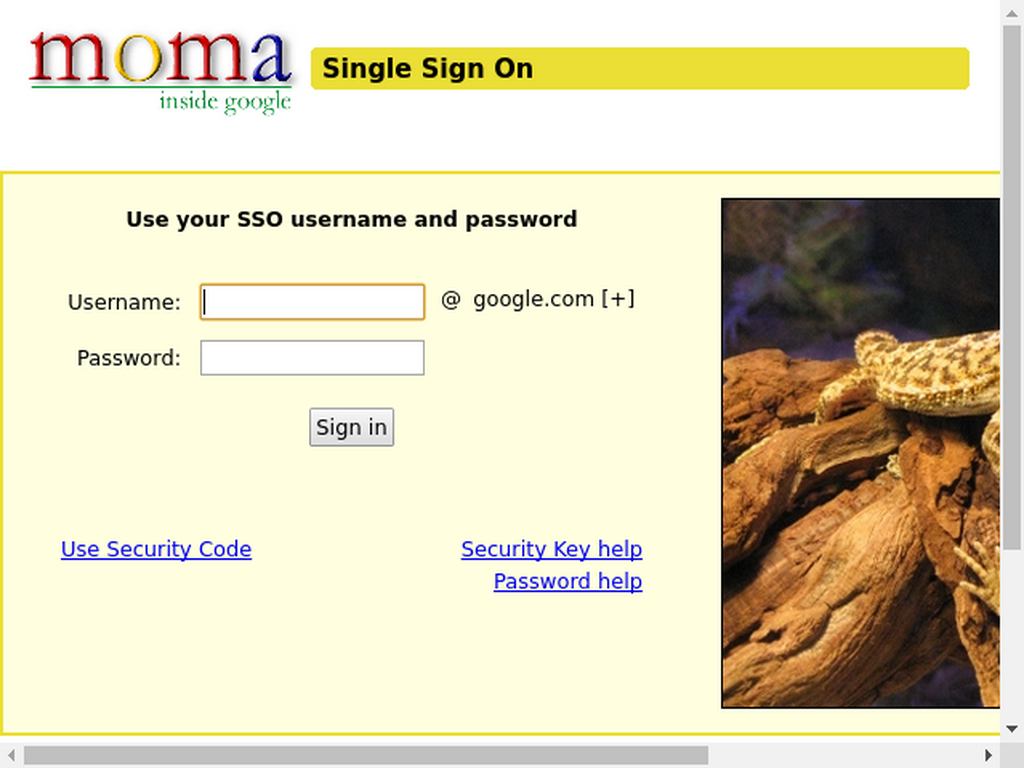 moma
inside google
Single Sign On
Use your SSO username and password
Username: @ google.com [+]
Password:
Sign in
Use Security Code
Security Key help
Password help